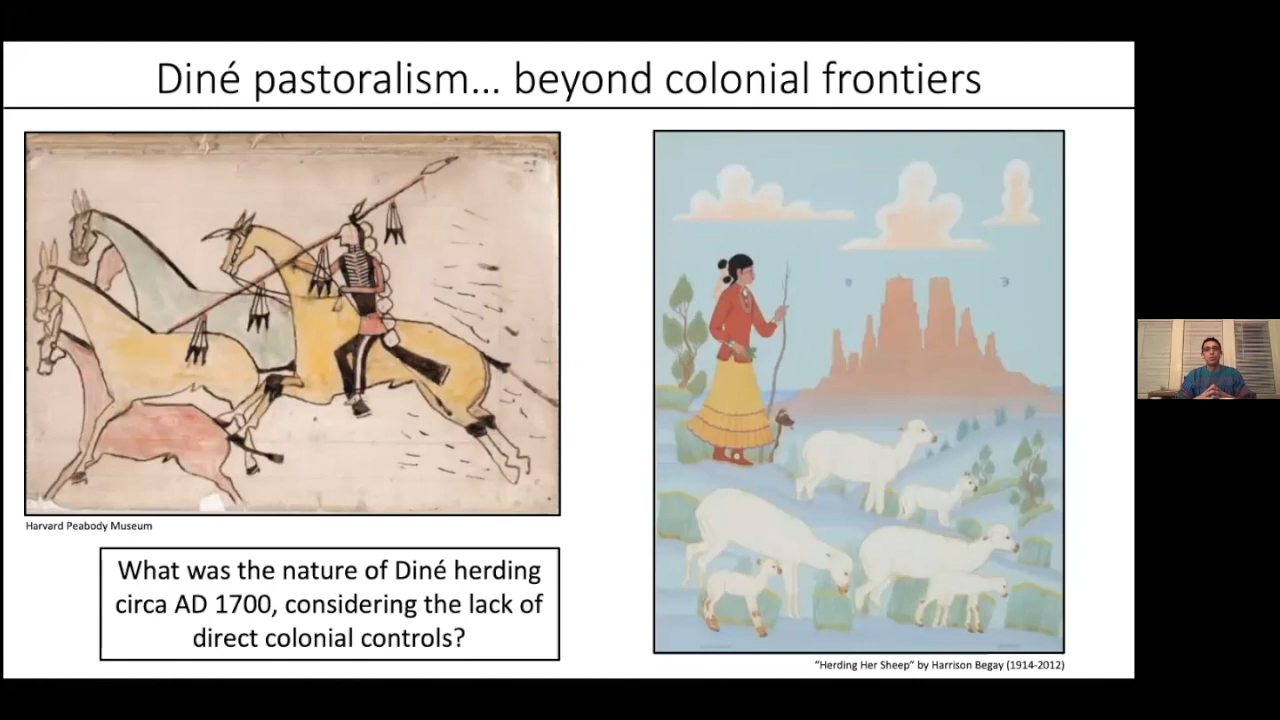 Diné pastoralism... beyond colonial frontiers
Harvard Peabody Museum
What was the nature of Diné herding
circa AD 1700, considering the lack of
direct colonial controls?
“Herding Her Sheep” by Harrison Begay (1914-2012)